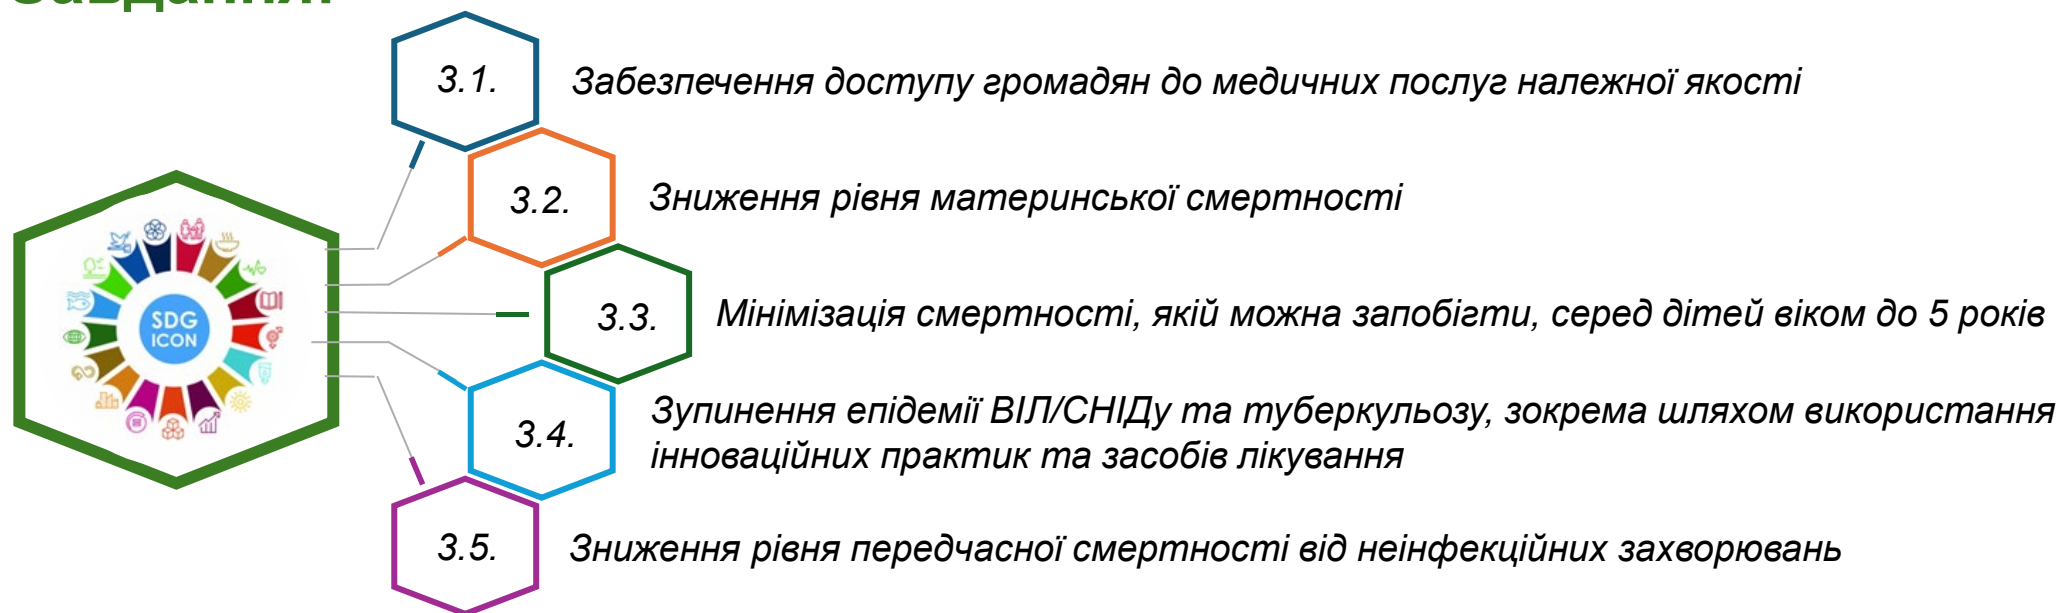 Завдання:
3.1.
Забезпечення доступу громадян до медичних послуг належної якості
3.2.
Зниження рівня материнської смертності
3.3.
Мінімізація смертності, якій можна запобігти, серед дітей віком до 5 років
SDG
ICON
3.4.
Зупинення епідемії ВІЛ/СНІДу та туберкульозу, зокрема шляхом використання
інноваційних практик та засобів лікування
3.5.
Зниження рівня передчасної смертності від неінфекційних захворювань